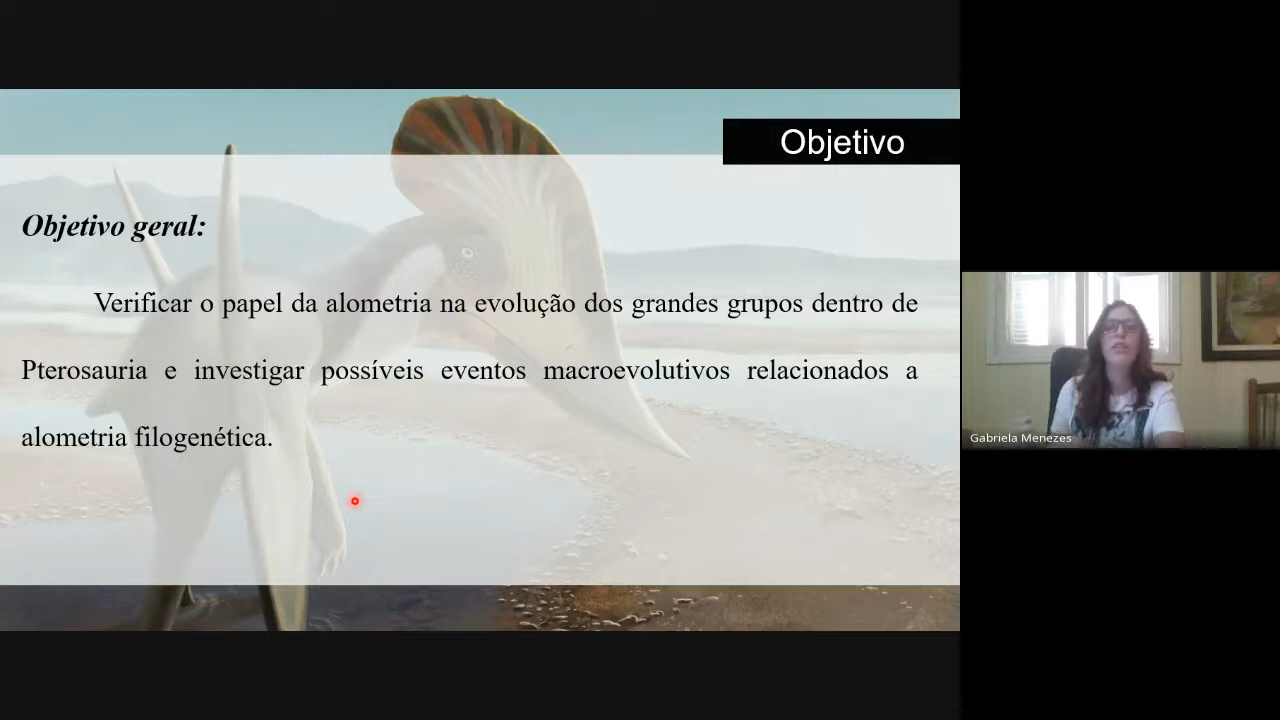 Objetivo
Objetivo geral:
Verificar o papel da alometria na evolução dos grandes grupos dentro de
Pterosauria e investigar possíveis eventos macroevolutivos relacionados a
alometria filogenética.
Gabriela Menezes